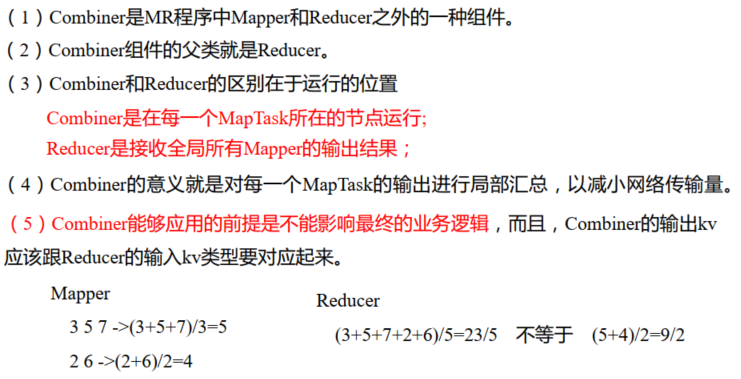 （1）Combiner是MR程序中Mapper和Reducer之外的一种组件。
（2）Combiner组件的父类就是Reducer。
（3）Combiner和Reducer的区别在于运行的位置
Combiner是在每一个MapTask所在的节点运行;
Reducer是接收全局所有Mapper的输出结果；
（4）Combiner的意义就是对每一个MapTask的输出进行局部汇总，以减小网络传输量。
（5）Combiner能够应用的前提是不能影响最终的业务逻辑，而且，Combiner的输出kv
应该跟Reducer的输入kv类型要对应起来。
Mapper
3 5 7 ->(3+5+7)/3=5
2 6 ->(2+6)/2=4
Reducer
(3+5+7+2+6)/5=23/5 不等于 (5+4)/2=9/2